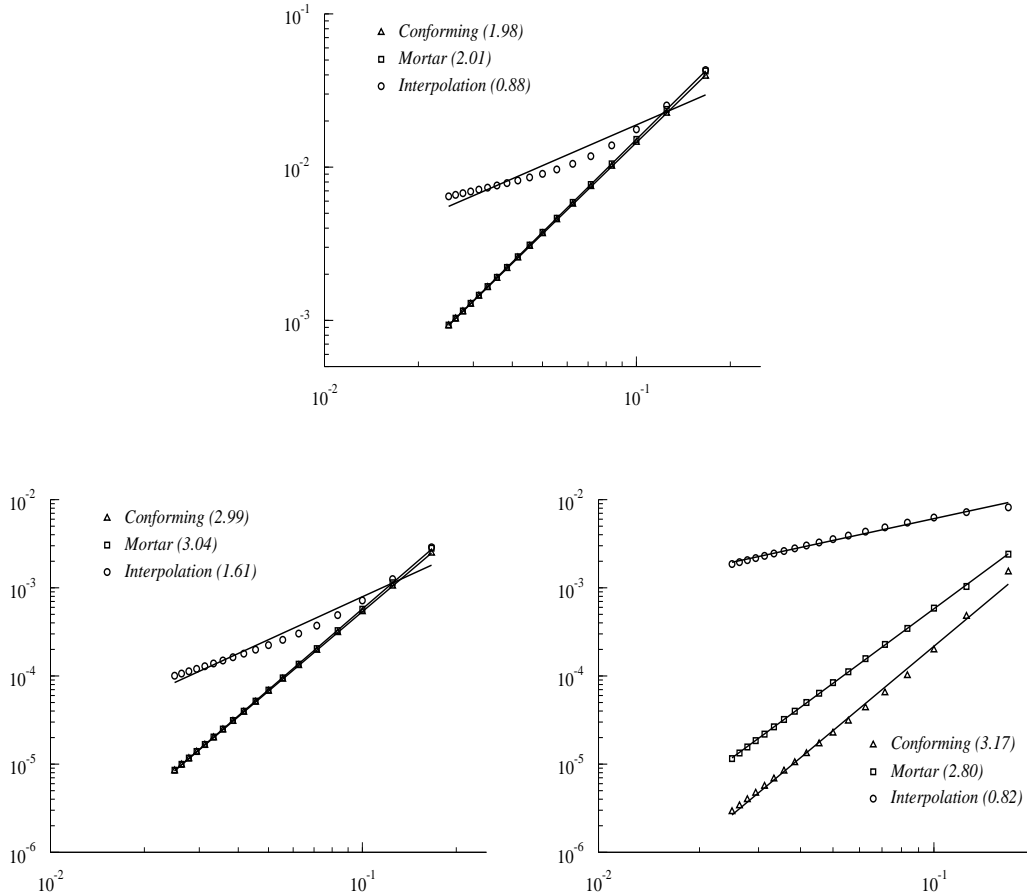 10^-1
Conforming (1.98)
Mortar (2.01)
Interpolation (0.88)
10^-2
10^-3
10^-2
10^-1
10^-2
Conforming (2.99)
Mortar (3.04)
Interpolation (1.61)
10^-3
10^-4
10^-5
10^-6
10^-2
10^-1
10^-2
10^-3
10^-4
10^-5
Conforming (3.17)
Mortar (2.80)
Interpolation (0.82)
10^-6
10^-2
10^-1